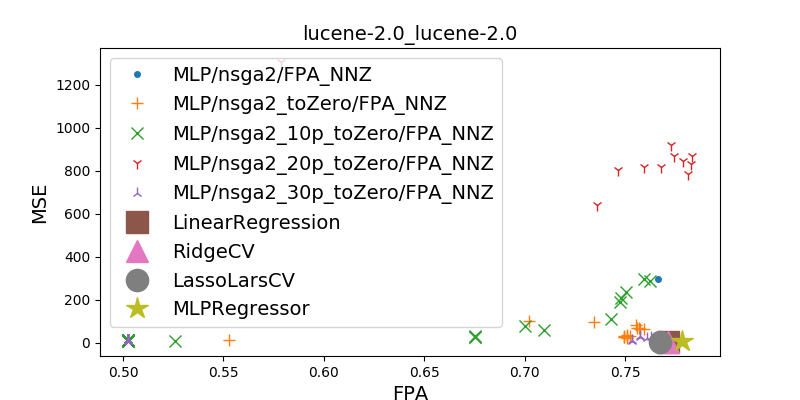 lucene-2.0_lucene-2.0
MSE
1200
1000
800
600
400
200
0
MLP/nsga2/FPA_NNZ
MLP/nsga2_toZero/FPA_NNZ
MLP/nsga2_10p_toZero/FPA_NNZ
MLP/nsga2_20p_toZero/FPA_NNZ
MLP/nsga2_30p_toZero/FPA_NNZ
LinearRegression
RidgeCV
LassoLarsCV
MLPRegressor
0.50 0.55 0.60 0.65 0.70 0.75
FPA